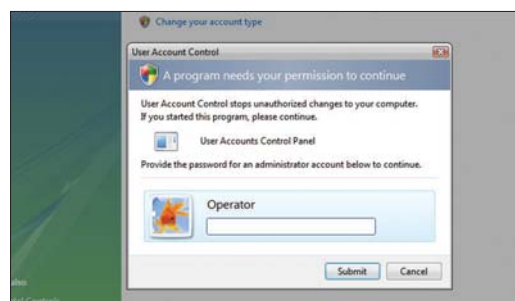 Change your account type
User Account Control
A program needs your permission to continue
User Account Control stops unauthorized changes to your computer.
If you started this program, please continue.
User Accounts Control Panel
Provide the password for an administrator account below to continue.
Operator
Submit Cancel
also